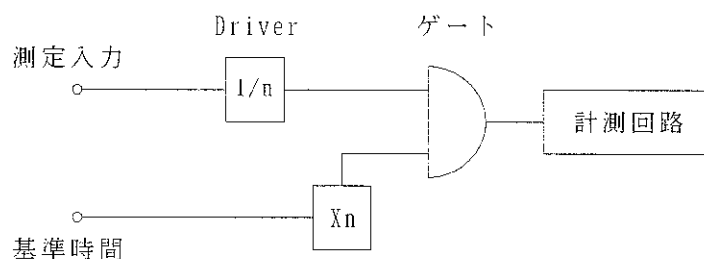 Driver
ゲート
測定入力
1/n
計測回路
Xn
基準時間